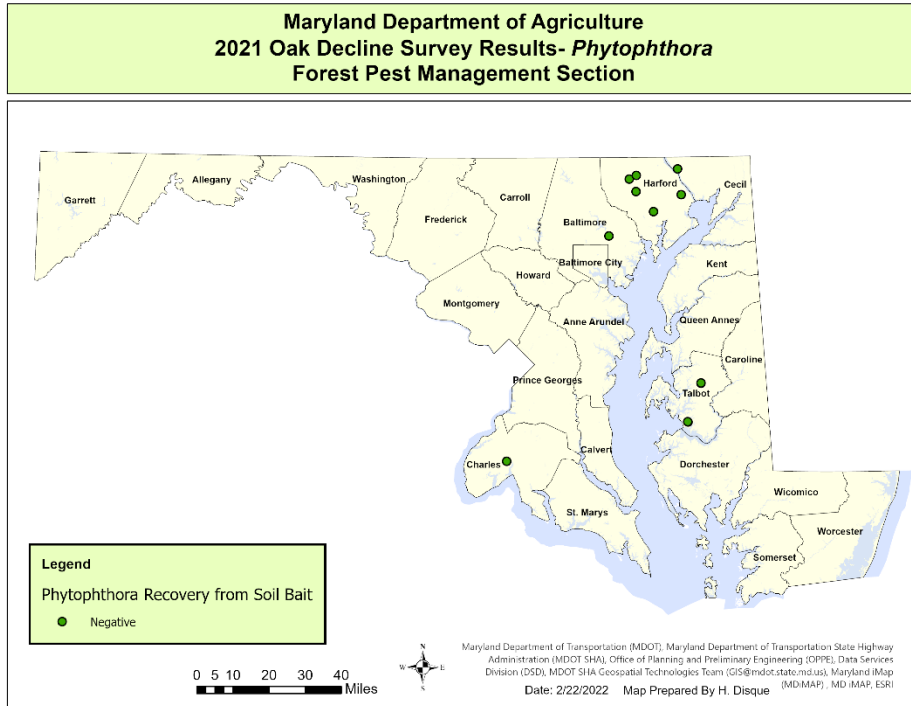 Maryland Department of Agriculture
2021 Oak Decline Survey Results- Phytophthora
Forest Pest Management Section
Garrett
Allegany
Washington
Frederick
Carroll
Baltimore
Harford
Cecil
Baltimore City
Howard
Montgomery
Kent
Anne Arundel
Queen Annes
Caroline
Prince Georges
Talbot
Charles
Calvert
Dorchester
St. Marys
Wicomico
Worcester
Somerset
Legend
Phytophthora Recovery from Soil Bait
Negative
0 5 10 20 30 40
Miles
N
W E
S
Maryland Department of Transportation (MDOT), Maryland Department of Transportation State Highway
Administration (MDOT SHA), Office of Planning and Preliminary Engineering (OPPE), Data Services
Division (DSD), MDOT SHA Geospatial Technologies Team (GIS@mdot.state.md.us), Maryland iMap
(MDiMAP) , MD iMAP, ESRI
Date: 2/22/2022 Map Prepared By H. Disque